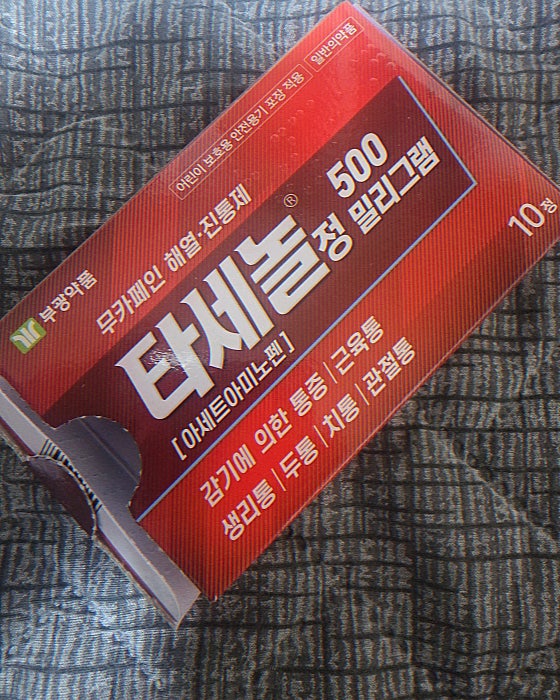 어린이 보호용 안전용기 포장 적용
일반의약품
부광약품
무카페인 해열·진통제
타세놀®정 500 밀리그램
[아세트아미노펜]
10정
감기에 의한 통증 | 근육통
생리통 | 두통 | 치통 | 관절통